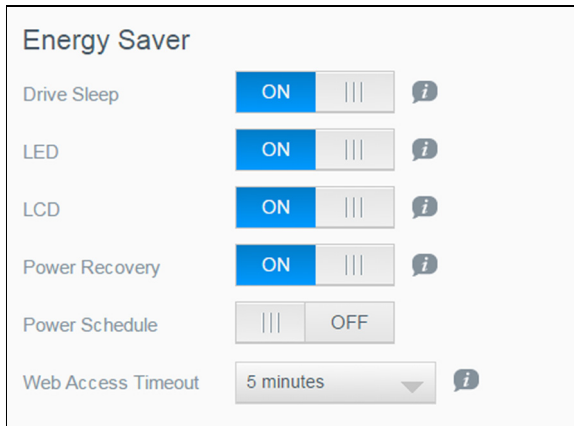 Energy Saver
Drive Sleep ON
LED ON
LCD ON
Power Recovery ON
Power Schedule OFF
Web Access Timeout 5 minutes